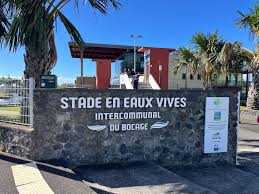 STADE EN EAUX VIVES
INTERCOMMUNAL
DU BOCAGE